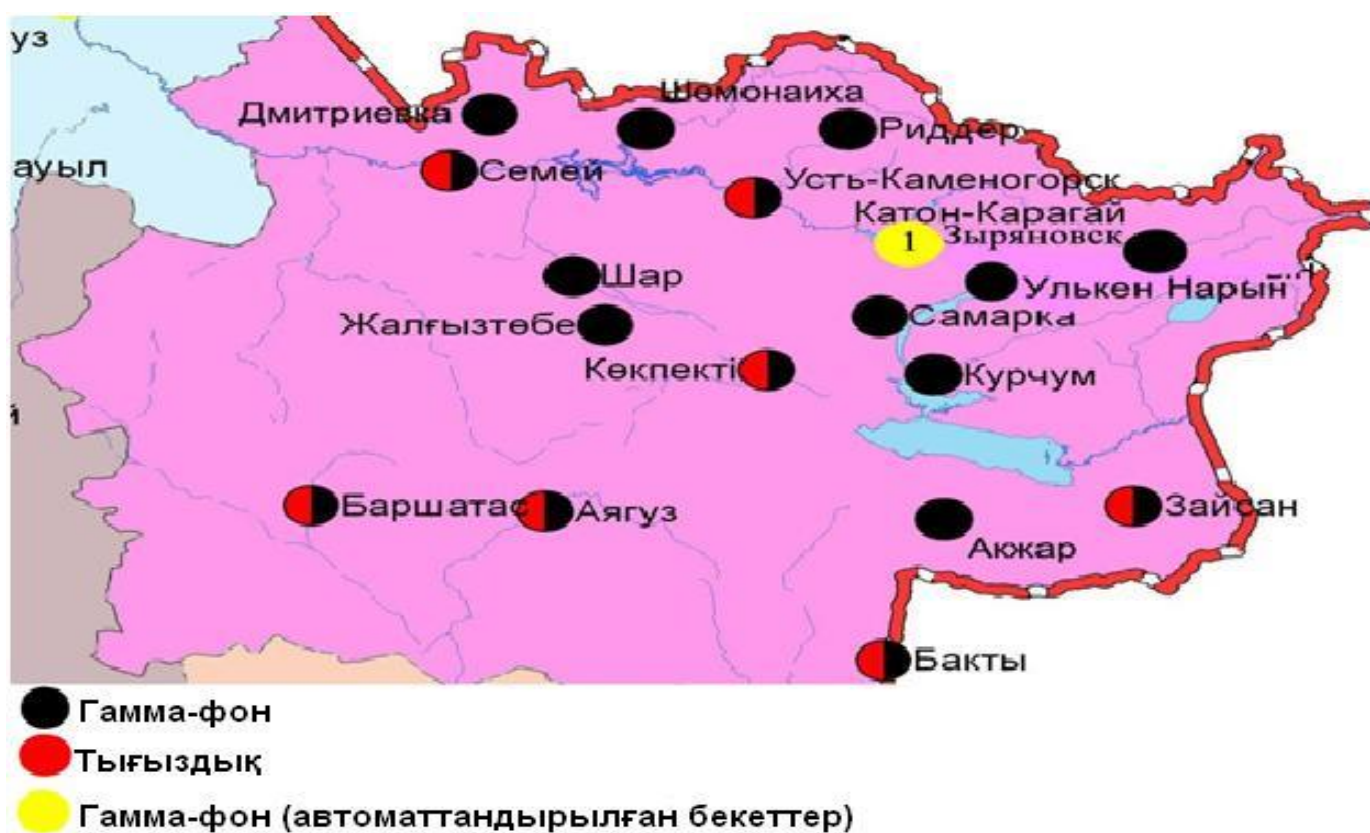 уз
Шемонаиха
Дмитриевка
Риддер
ауыл
Семей
Усть-Каменогорск
Катон-Карагай
1 Зыряновск
Шар
Улькен Нарын
Жалғызтөбе
Самарка
Көкпекті
Курчум
й
Баршатас
Аягуз
Зайсан
Акжар
Бакты
Гамма-фон
Тығыздық
Гамма-фон (автоматтандырылған бекеттер)